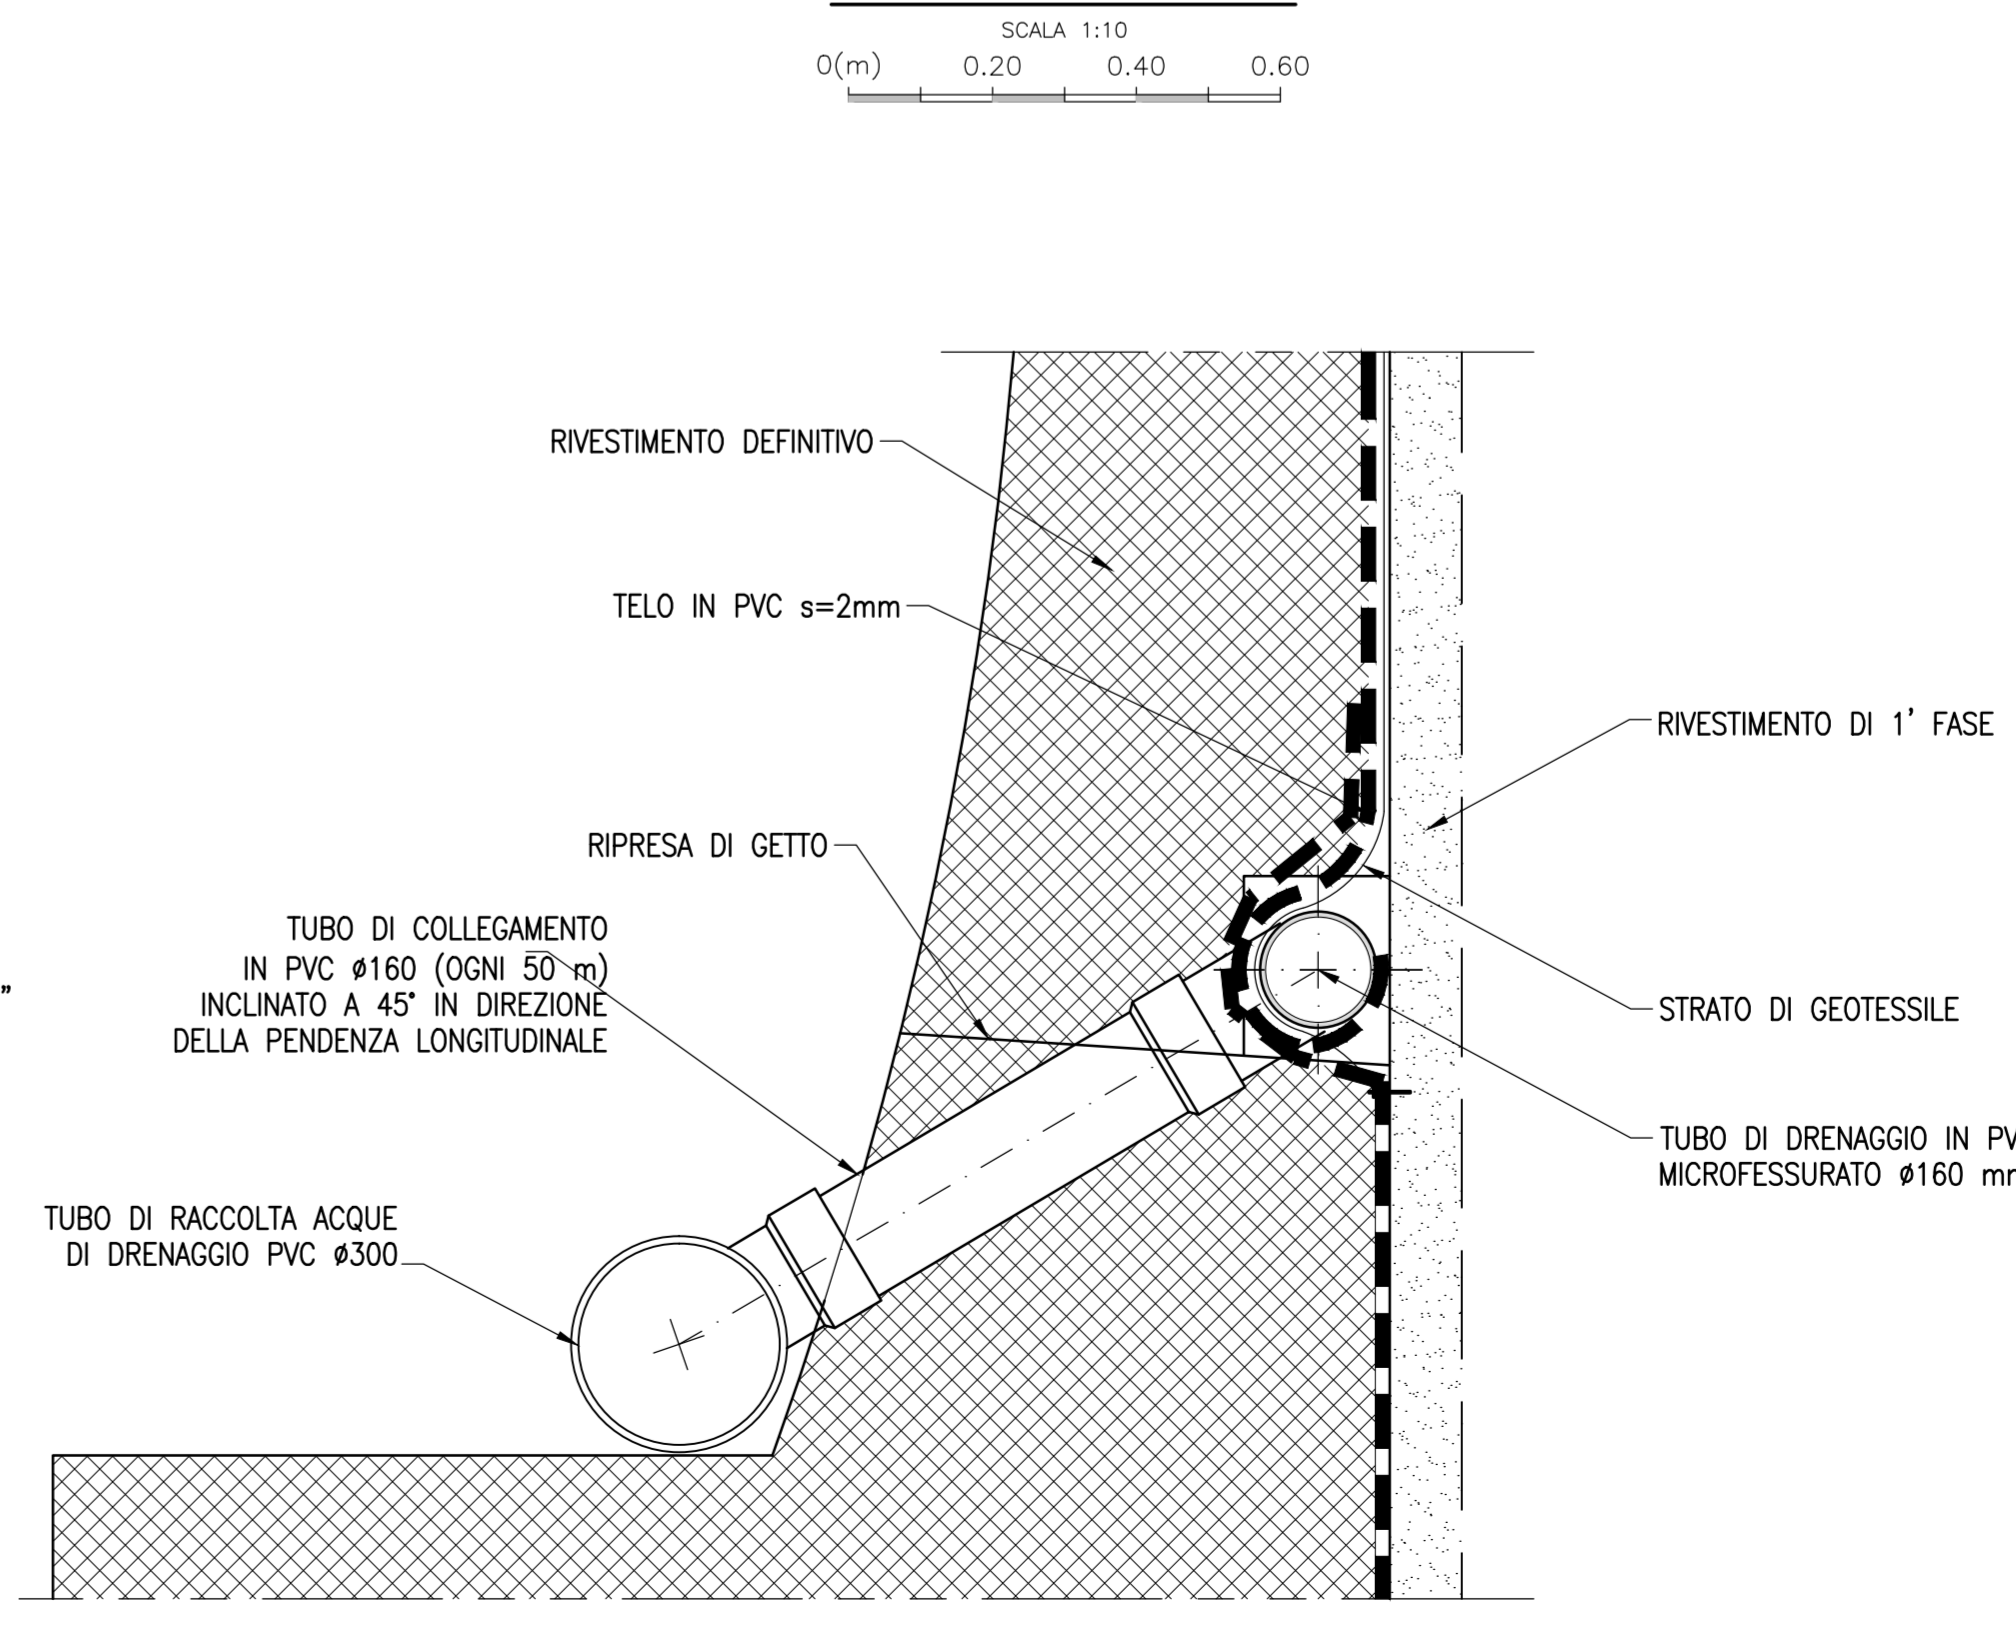 SCALA 1:10
0(m) 0.20 0.40 0.60
RIVESTIMENTO DEFINITIVO
TELO IN PVC s=2mm
RIVESTIMENTO DI 1' FASE
RIPRESA DI GETTO
TUBO DI COLLEGAMENTO
IN PVC ø160 (OGNI 50 m)
INCLINATO A 45° IN DIREZIONE
DELLA PENDENZA LONGITUDINALE
"
STRATO DI GEOTESSILE
TUBO DI DRENAGGIO IN
MICROFESSURATO ø160
TUBO DI RACCOLTA ACQUE
DI DRENAGGIO PVC ø300